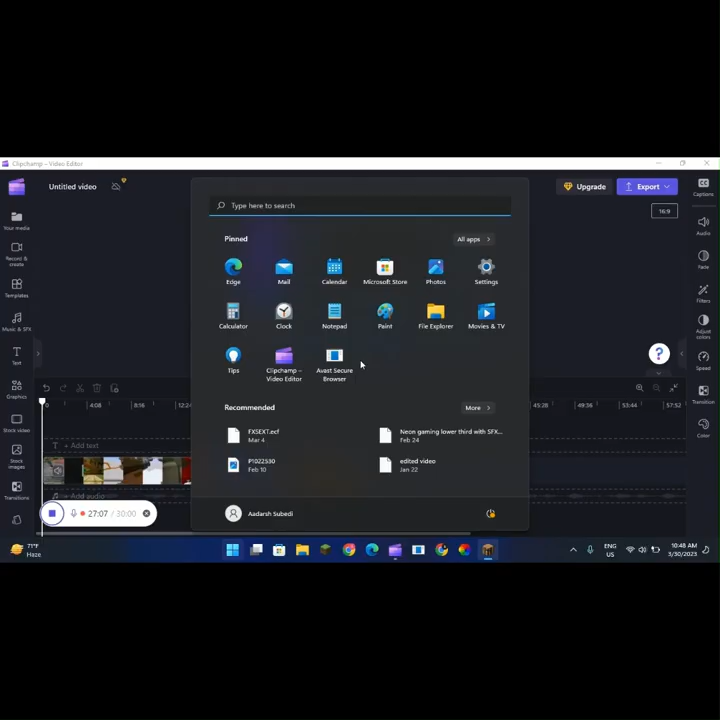 Clipchamp – Video Editor
Untitled video
Upgrade
Export
Captions
Type here to search
16:9
Your media
Audio
Record &
create
Pinned
All apps
Fade
Edge
Mail
Calendar
Microsoft Store
Photos
Settings
Templates
Filters
Music & SFX
Calculator
Clock
Notepad
Paint
File Explorer
Movies & TV
Adjust
colors
Text
Speed
Tips
Clipchamp –
Video Editor
Avast Secure
Browser
Graphics
Transition
0
4:08
8:16
12:24
45:28
49:36
53:44
57:52
Recommended
More
Stock video
Color
FXSEXT.ecf
Mar 4
Neon gaming lower third with SFX...
Feb 24
+ Add text
Stock
images
P1022530
Feb 10
edited video
Jan 22
Transitions
+ Add audio
27:07 / 30:00
Aadarsh Subedi
71°F
Haze
ENG
US
10:48 AM
3/30/2023